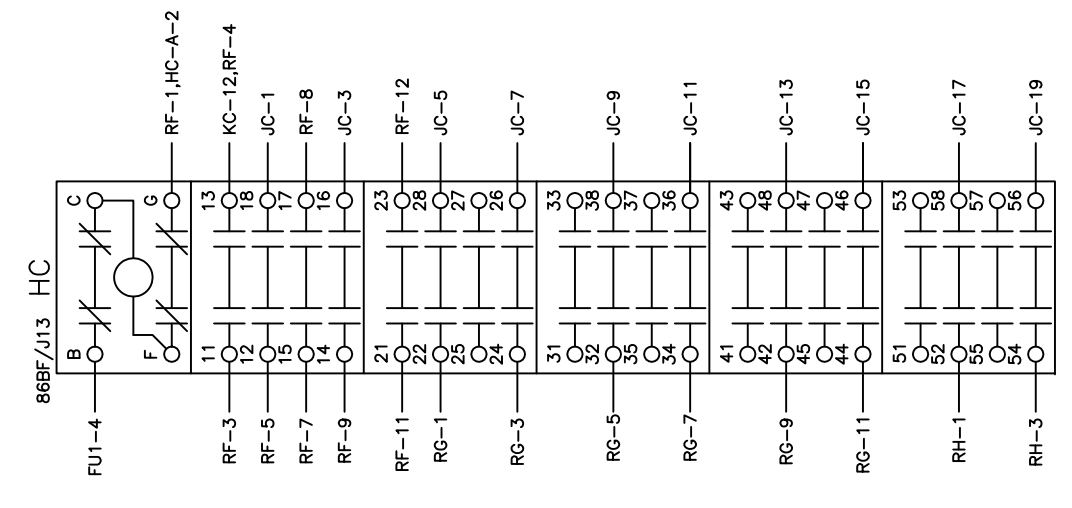 RF-1,HC-A-2
KC-12,RF-4
JC-1
RF-8
JC-3
RF-12
JC-5
JC-7
JC-9
JC-11
JC-13
JC-15
JC-17
JC-19
86BF/J13 HC
C
G
13
18
17
16
23
28
27
26
33
38
37
36
43
48
47
46
53
58
57
56
B
F
11
12
15
14
21
22
25
24
31
32
35
34
41
42
45
44
51
52
55
54
FU1-4
RF-3
RF-5
RF-7
RF-9
RF-11
RG-1
RG-3
RG-5
RG-7
RG-9
RG-11
RH-1
RH-3